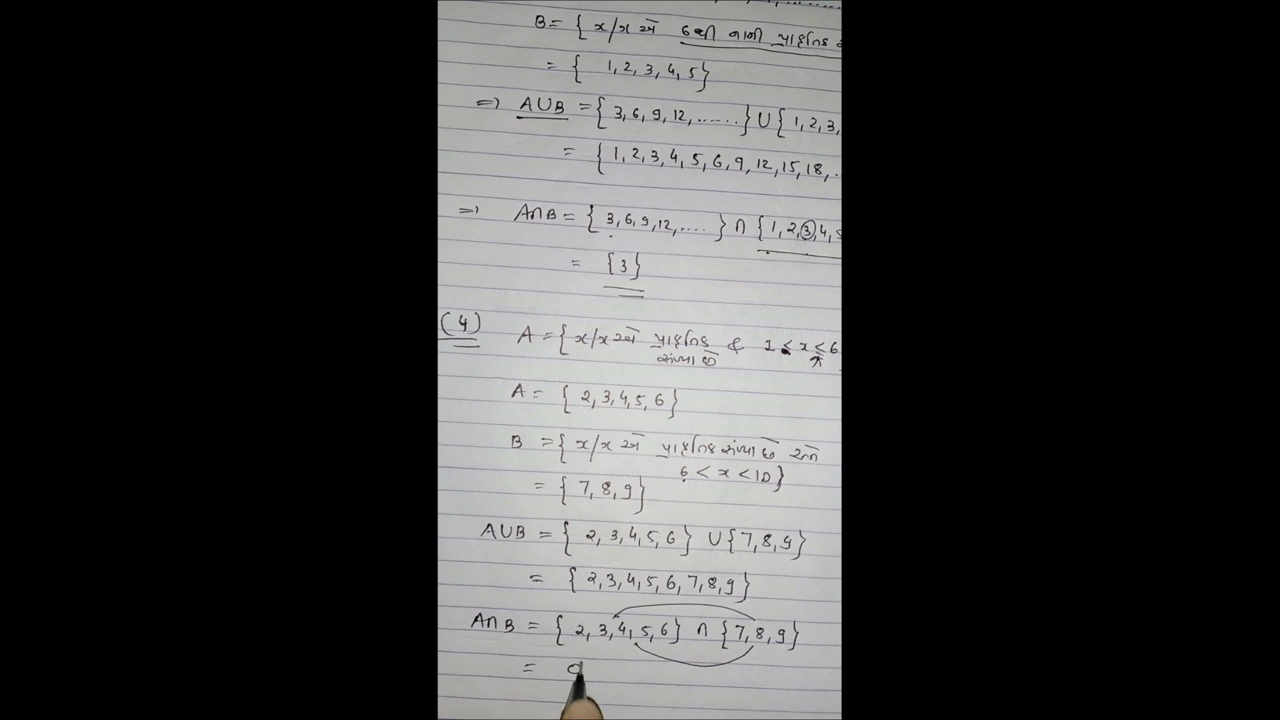 B = { x/x એ 6 થી નાની પ્રાકૃતિક
= { 1, 2, 3, 4, 5}
=> A∪B = { 3, 6, 9, 12, ...... } ∪ { 1, 2, 3,
= { 1, 2, 3, 4, 5, 6, 9, 12, 15, 18, ..
=> A∩B = { 3, 6, 9, 12, .... } ∩ { 1, 2, 3, 4, 5
= {3}
(4) A = { x/x એ પ્રાકૃતિક & 1 < x ≤ 6
સંખ્યા છે
A = { 2, 3, 4, 5, 6 }
B = { x/x એ પ્રાકૃતિક સંખ્યા છે અને
6 < x < 10 }
= { 7, 8, 9 }
A∪B = { 2, 3, 4, 5, 6 } ∪ { 7, 8, 9 }
= { 2, 3, 4, 5, 6, 7, 8, 9 }
A∩B = { 2, 3, 4, 5, 6 } ∩ { 7, 8, 9 }
=